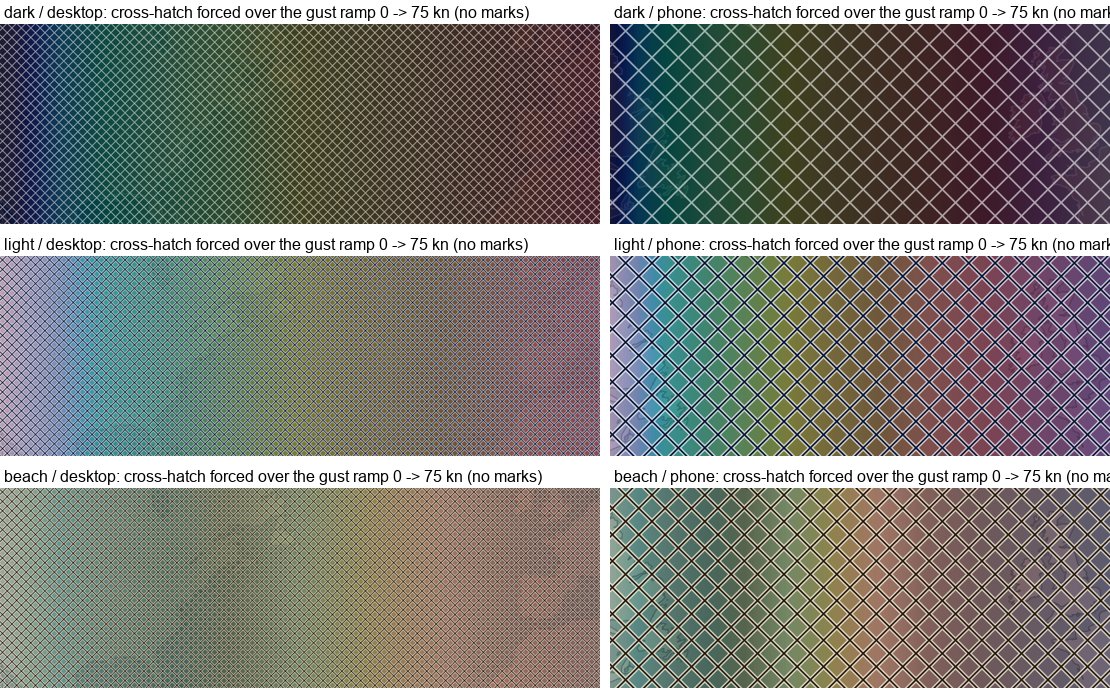 dark / desktop: cross-hatch forced over the gust ramp 0 -> 75 kn (no marks)
dark / phone: cross-hatch forced over the gust ramp 0 -> 75 kn (no
light / desktop: cross-hatch forced over the gust ramp 0 -> 75 kn (no marks)
light / phone: cross-hatch forced over the gust ramp 0 -> 75 kn (no
beach / desktop: cross-hatch forced over the gust ramp 0 -> 75 kn (no marks)
beach / phone: cross-hatch forced over the gust ramp 0 -> 75 kn (no